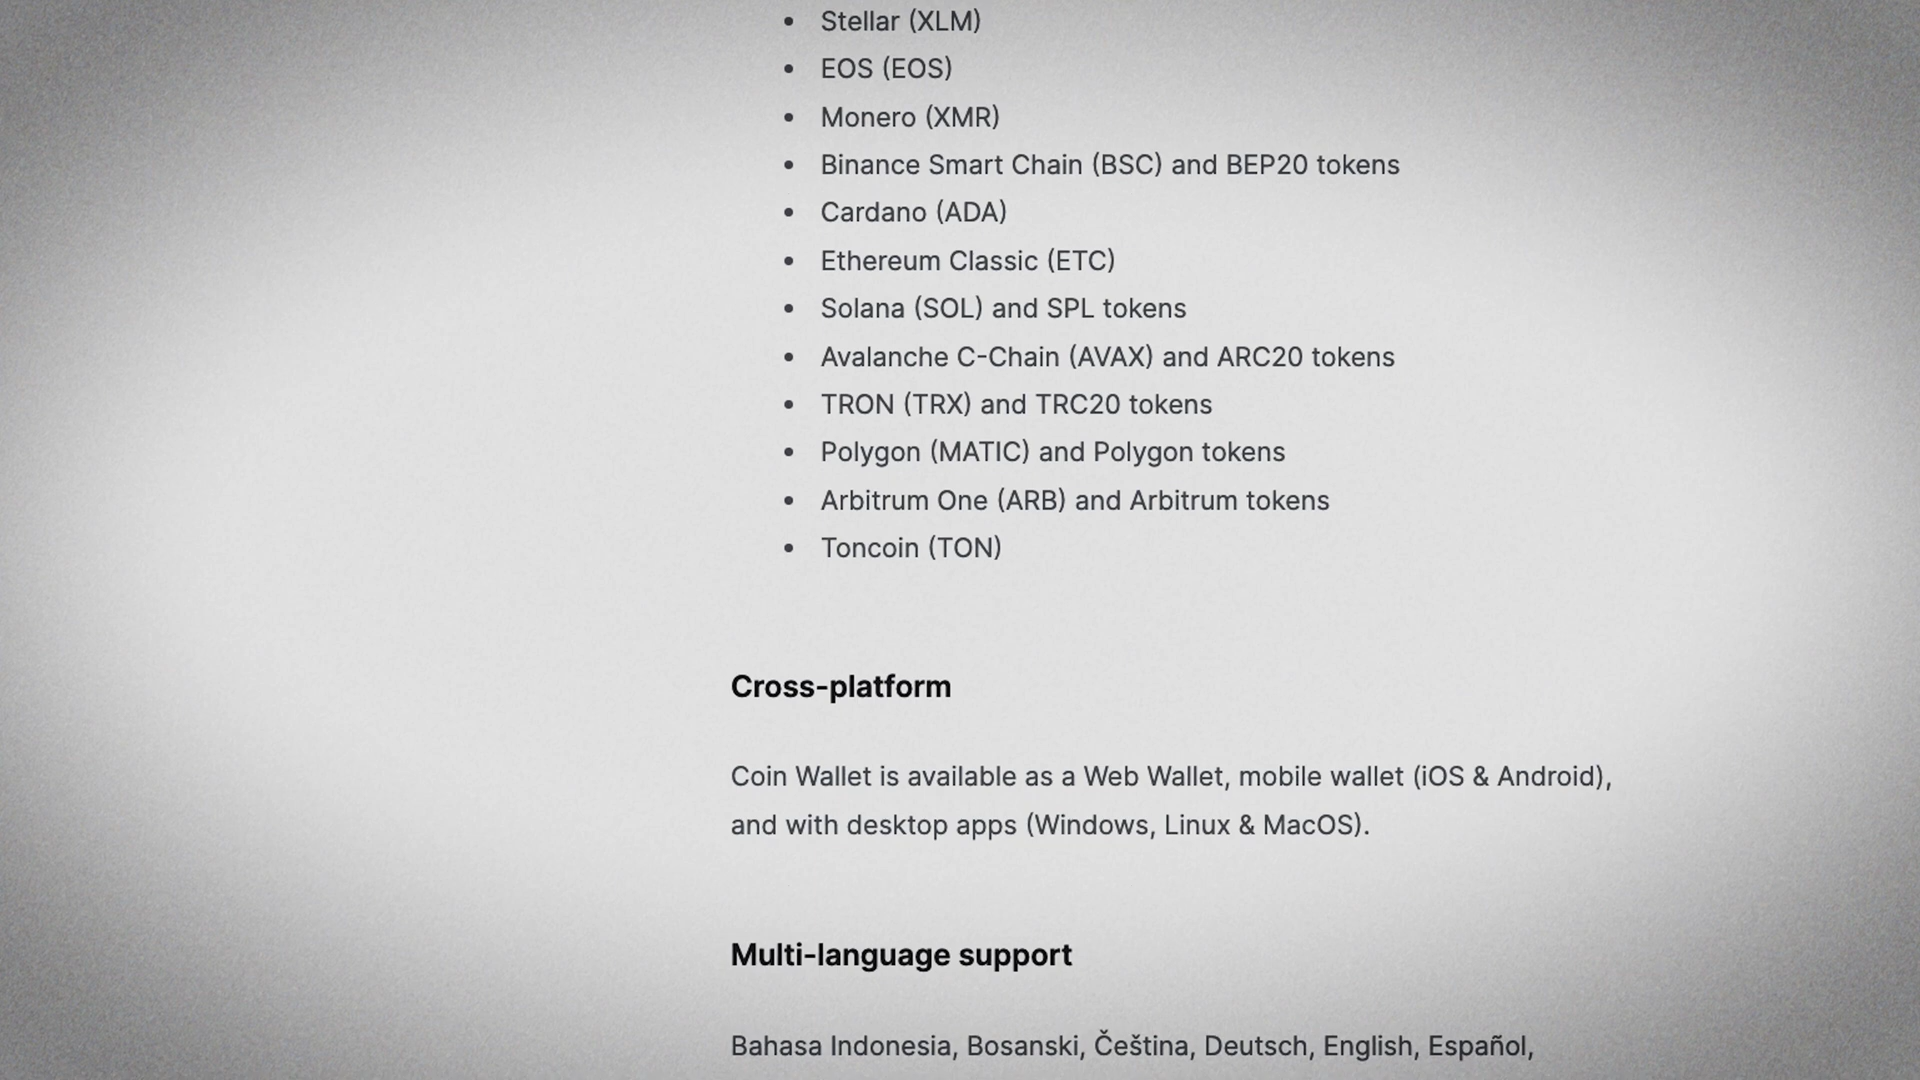 • Stellar (XLM)
• EOS (EOS)
• Monero (XMR)
• Binance Smart Chain (BSC) and BEP20 tokens
• Cardano (ADA)
• Ethereum Classic (ETC)
• Solana (SOL) and SPL tokens
• Avalanche C-Chain (AVAX) and ARC20 tokens
• TRON (TRX) and TRC20 tokens
• Polygon (MATIC) and Polygon tokens
• Arbitrum One (ARB) and Arbitrum tokens
• Toncoin (TON)
Cross-platform
Coin Wallet is available as a Web Wallet, mobile wallet (iOS & Android),
and with desktop apps (Windows, Linux & MacOS).
Multi-language support
Bahasa Indonesia, Bosanski, Čeština, Deutsch, English, Español,